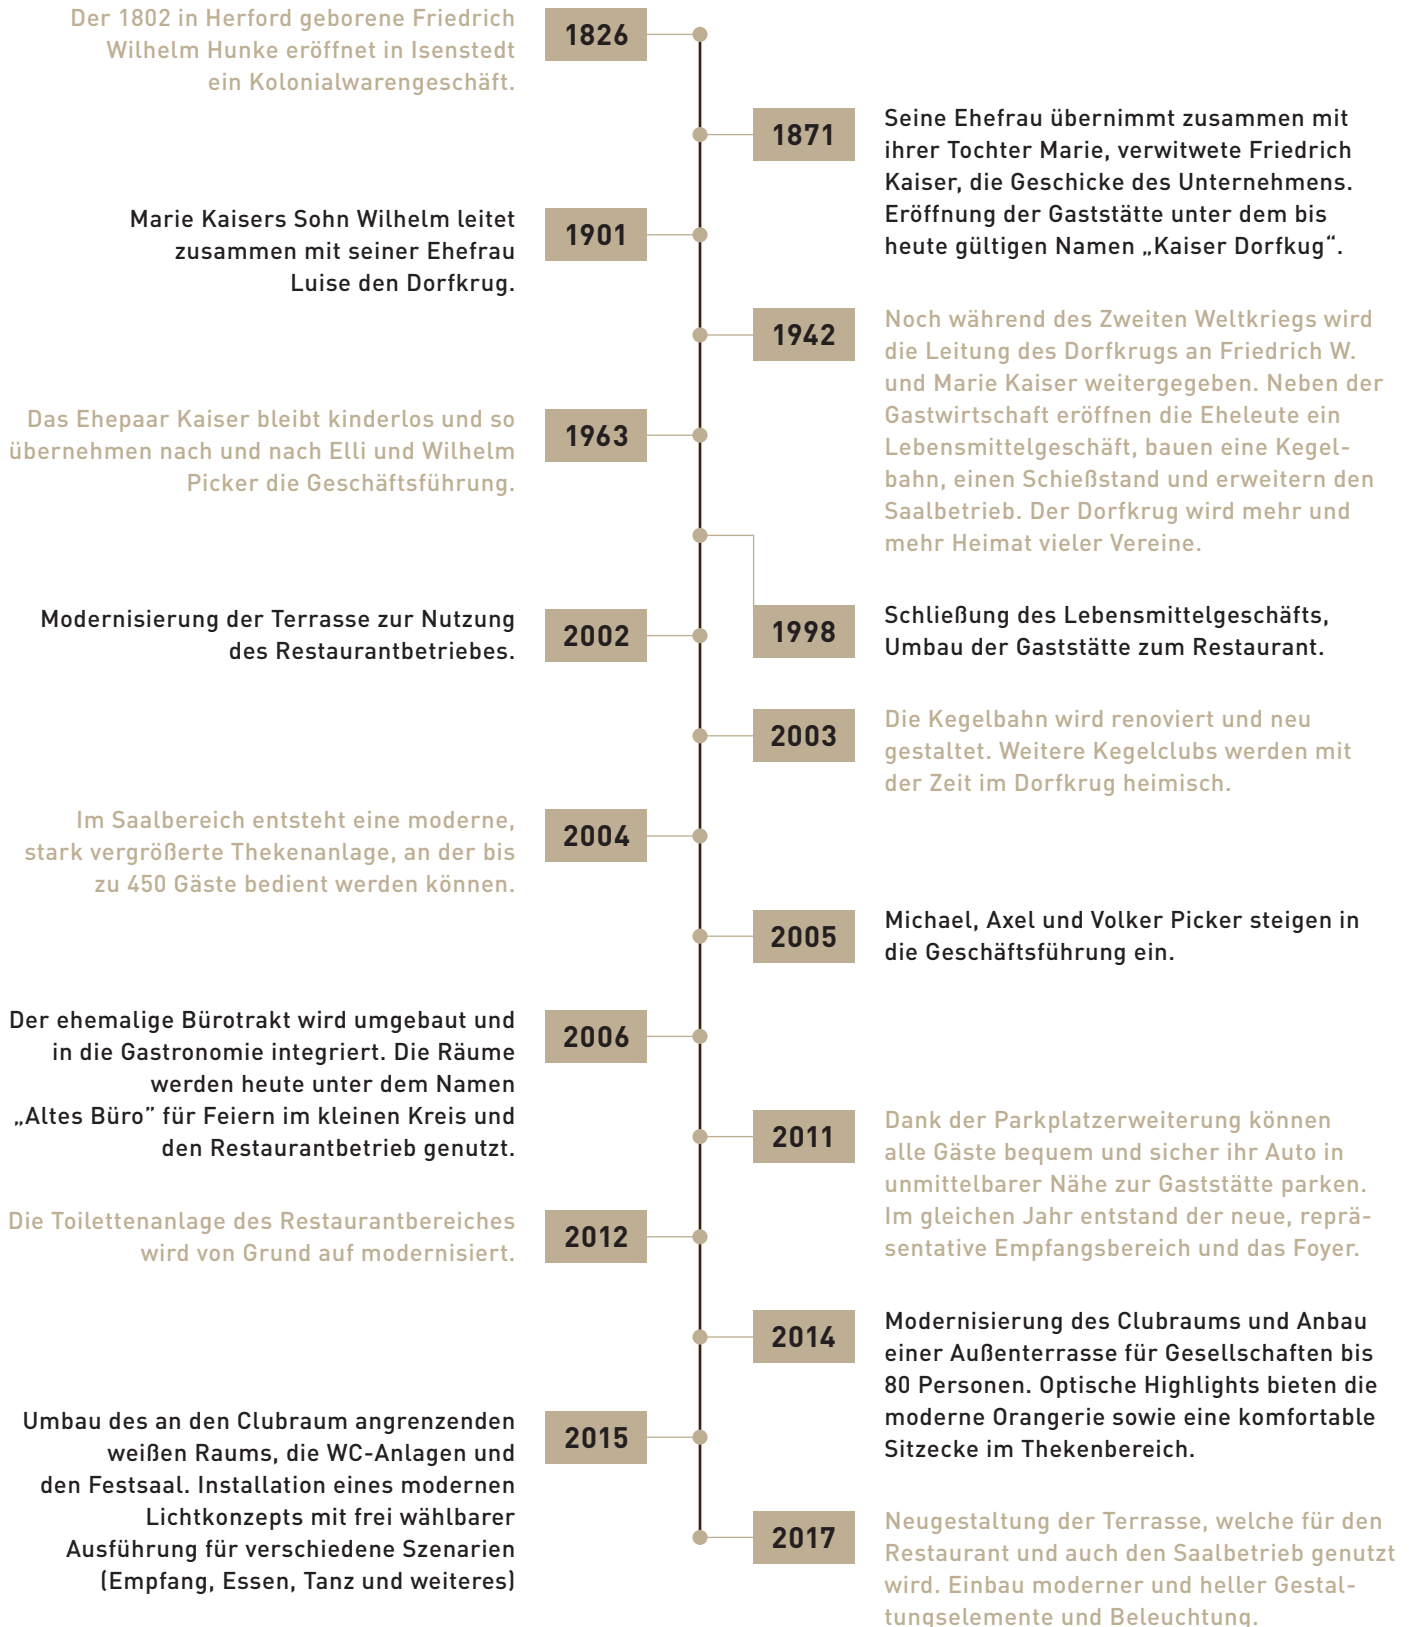 1826
Der 1802 in Herford geborene Friedrich
Wilhelm Hunke eröffnet in Isenstedt
ein Kolonialwarengeschäft.
1871
Seine Ehefrau übernimmt zusammen mit
ihrer Tochter Marie, verwitwete Friedrich
Kaiser, die Geschicke des Unternehmens.
Eröffnung der Gaststätte unter dem bis
heute gültigen Namen „Kaiser Dorfkug“.
1901
Marie Kaisers Sohn Wilhelm leitet
zusammen mit seiner Ehefrau
Luise den Dorfkrug.
1942
Noch während des Zweiten Weltkriegs wird
die Leitung des Dorfkrugs an Friedrich W.
und Marie Kaiser weitergegeben. Neben der
Gastwirtschaft eröffnen die Eheleute ein
Lebensmittelgeschäft, bauen eine Kegel-
bahn, einen Schießstand und erweitern den
Saalbetrieb. Der Dorfkrug wird mehr und
mehr Heimat vieler Vereine.
1963
Das Ehepaar Kaiser bleibt kinderlos und so
übernehmen nach und nach Elli und Wilhelm
Picker die Geschäftsführung.
1998
Schließung des Lebensmittelgeschäfts,
Umbau der Gaststätte zum Restaurant.
2002
Modernisierung der Terrasse zur Nutzung
des Restaurantbetriebes.
2003
Die Kegelbahn wird renoviert und neu
gestaltet. Weitere Kegelclubs werden mit
der Zeit im Dorfkrug heimisch.
2004
Im Saalbereich entsteht eine moderne,
stark vergrößerte Thekenanlage, an der bis
zu 450 Gäste bedient werden können.
2005
Michael, Axel und Volker Picker steigen in
die Geschäftsführung ein.
2006
Der ehemalige Bürotrakt wird umgebaut und
in die Gastronomie integriert. Die Räume
werden heute unter dem Namen
„Altes Büro” für Feiern im kleinen Kreis und
den Restaurantbetrieb genutzt.
2011
Dank der Parkplatzerweiterung können
alle Gäste bequem und sicher ihr Auto in
unmittelbarer Nähe zur Gaststätte parken.
Im gleichen Jahr entstand der neue, reprä-
sentative Empfangsbereich und das Foyer.
2012
Die Toilettenanlage des Restaurantbereiches
wird von Grund auf modernisiert.
2014
Modernisierung des Clubraums und Anbau
einer Außenterrasse für Gesellschaften bis
80 Personen. Optische Highlights bieten die
moderne Orangerie sowie eine komfortable
Sitzecke im Thekenbereich.
2015
Umbau des an den Clubraum angrenzenden
weißen Raums, die WC-Anlagen und
den Festsaal. Installation eines modernen
Lichtkonzepts mit frei wählbarer
Ausführung für verschiedene Szenarien
(Empfang, Essen, Tanz und weiteres)
2017
Neugestaltung der Terrasse, welche für den
Restaurant und auch den Saalbetrieb genutzt
wird. Einbau moderner und heller Gestal-
tungselemente und Beleuchtung.